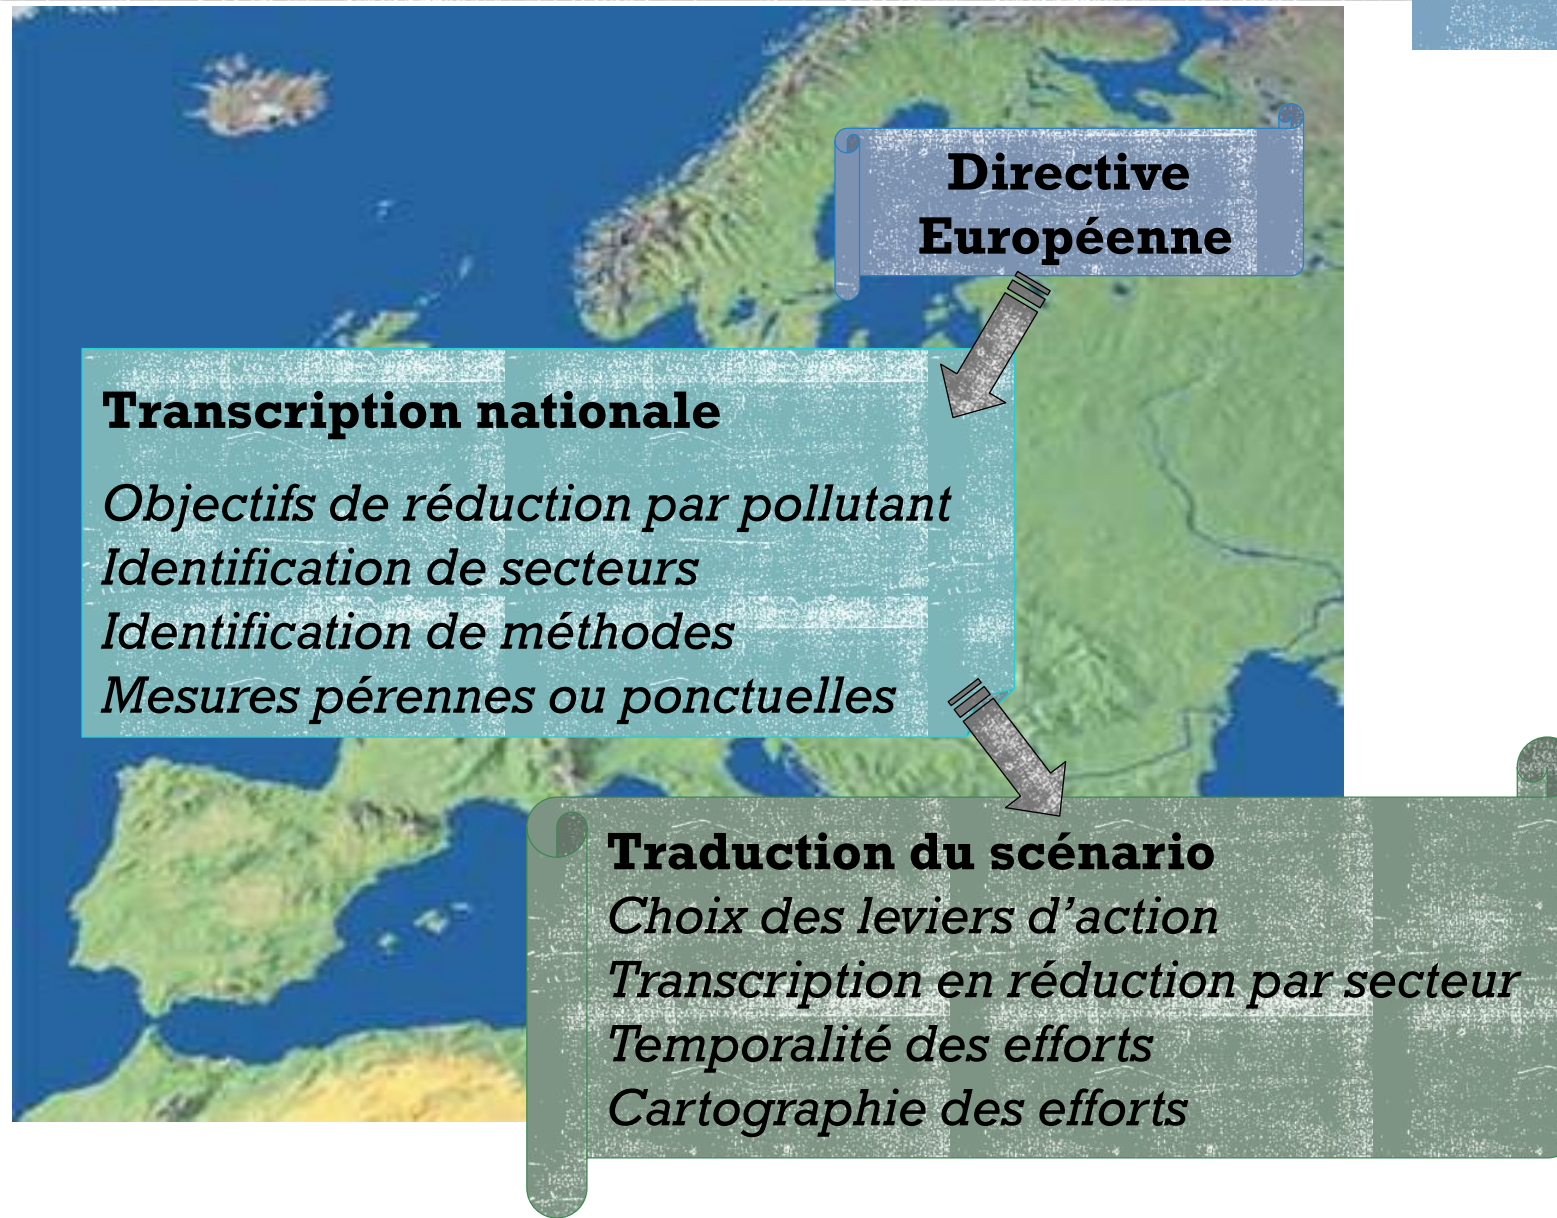 Directive
Européenne
Transcription nationale
Objectifs de réduction par pollutant
Identification de secteurs
Identification de méthodes
Mesures pérennes ou ponctuelles
Traduction du scénario
Choix des leviers d’action
Transcription en réduction par secteur
Temporalité des efforts
Cartographie des efforts